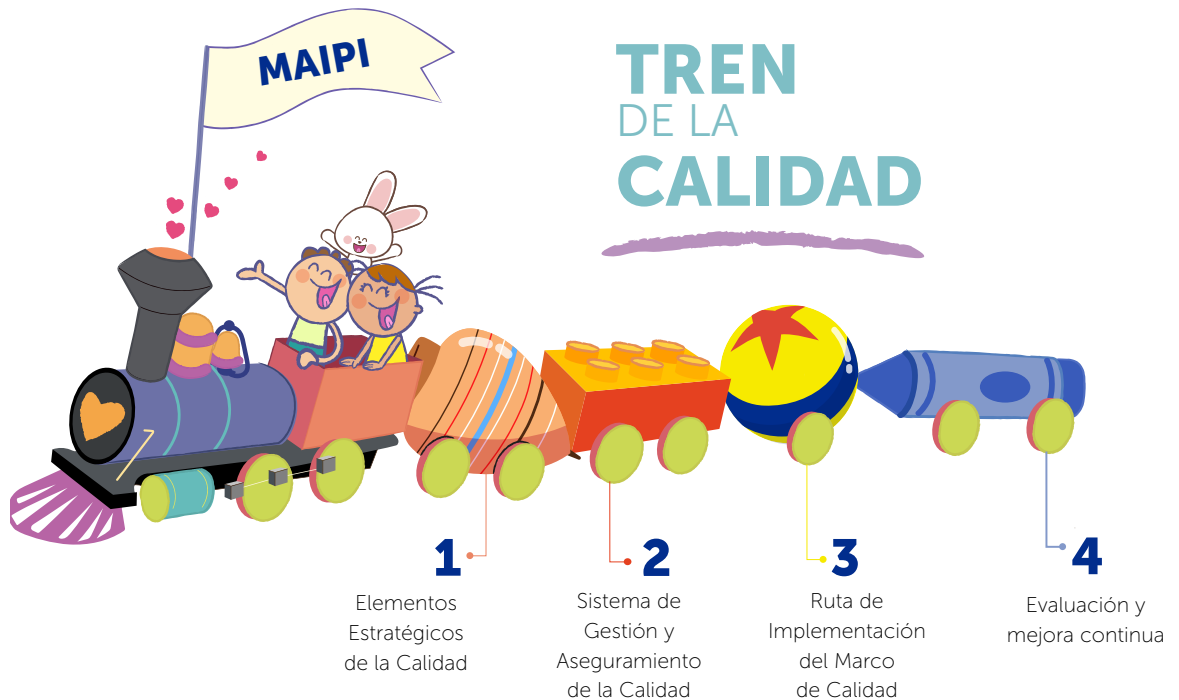 MAIPI
TREN
DE LA
CALIDAD
1
Elementos
Estratégicos
de la Calidad
2
Sistema de
Gestión y
Aseguramiento
de la Calidad
3
Ruta de
Implementación
del Marco
de Calidad
4
Evaluación y
mejora continua